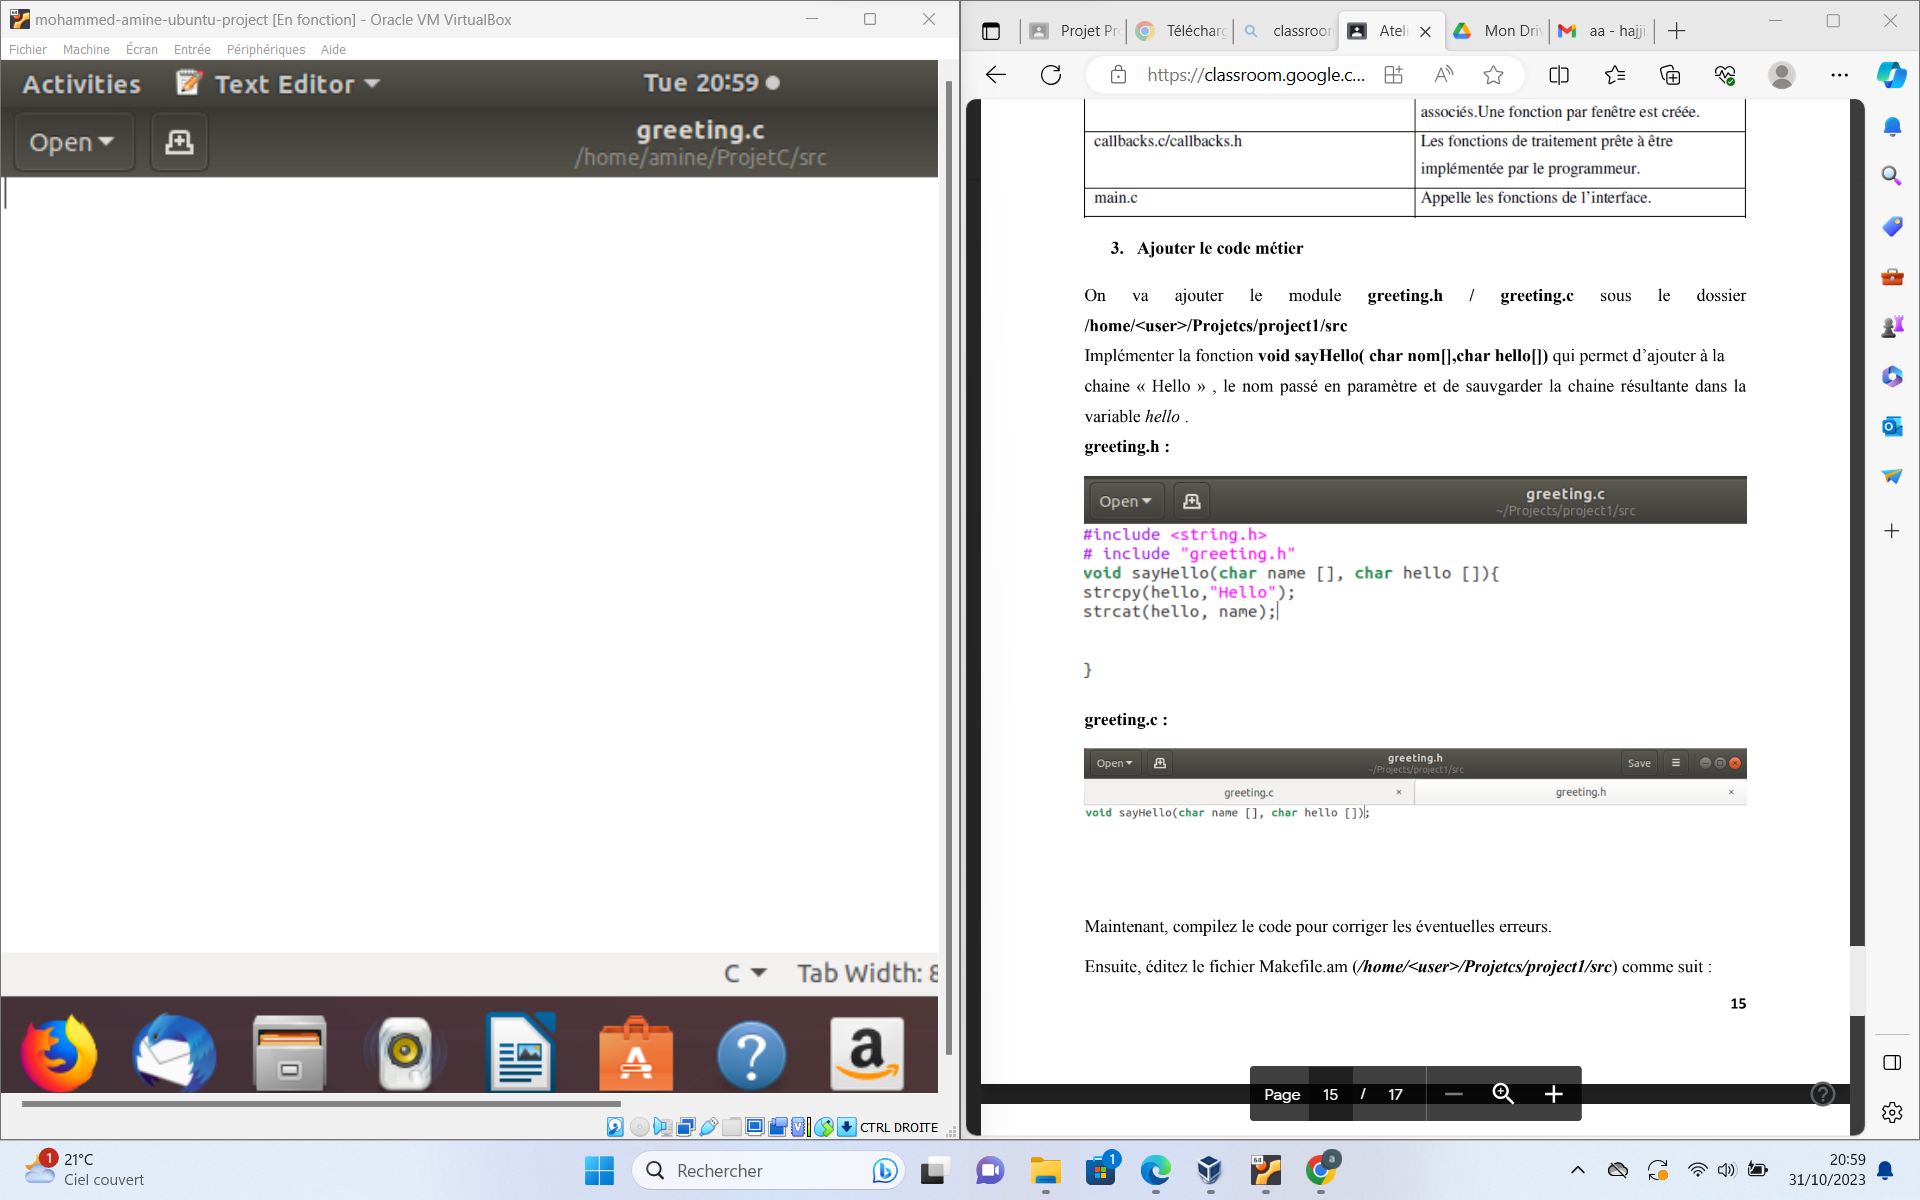 mohammed-amine-ubuntu-project [En fonction] - Oracle VM VirtualBox
Fichier Machine Écran Entrée Périphériques Aide
Activities Text Editor Tue 20:59
Open greeting.c
/home/amine/ProjetC/src
C Tab Width: 8
a
CTRL DROITE
Projet Pr Télécharg classroon Ateli Mon Driv aa - hajji.
https://classroom.google.c...
associés.Une fonction par fenêtre est créée.
callbacks.c/callbacks.h Les fonctions de traitement prête à être
implémentée par le programmeur.
main.c Appelle les fonctions de l’interface.
3. Ajouter le code métier
On va ajouter le module greeting.h / greeting.c sous le dossier
/home/<user>/Projetcs/project1/src
Implémenter la fonction void sayHello( char nom[],char hello[]) qui permet d’ajouter à la
chaine « Hello » , le nom passé en paramètre et de sauvgarder la chaine résultante dans la
variable hello .
greeting.h :
Open greeting.c
~/Projects/project1/src
#include <string.h>
# include "greeting.h"
void sayHello(char name [], char hello []){
strcpy(hello,"Hello");
strcat(hello, name);
}
greeting.c :
Open greeting.h Save
~/Projects/project1/src
greeting.c × greeting.h ×
void sayHello(char name [], char hello []);
Maintenant, compilez le code pour corriger les éventuelles erreurs.
Ensuite, éditez le fichier Makefile.am (/home/<user>/Projetcs/project1/src) comme suit :
15
Page 15 / 17
1 21°C
Ciel couvert
Rechercher
1
64
a
20:59
31/10/2023